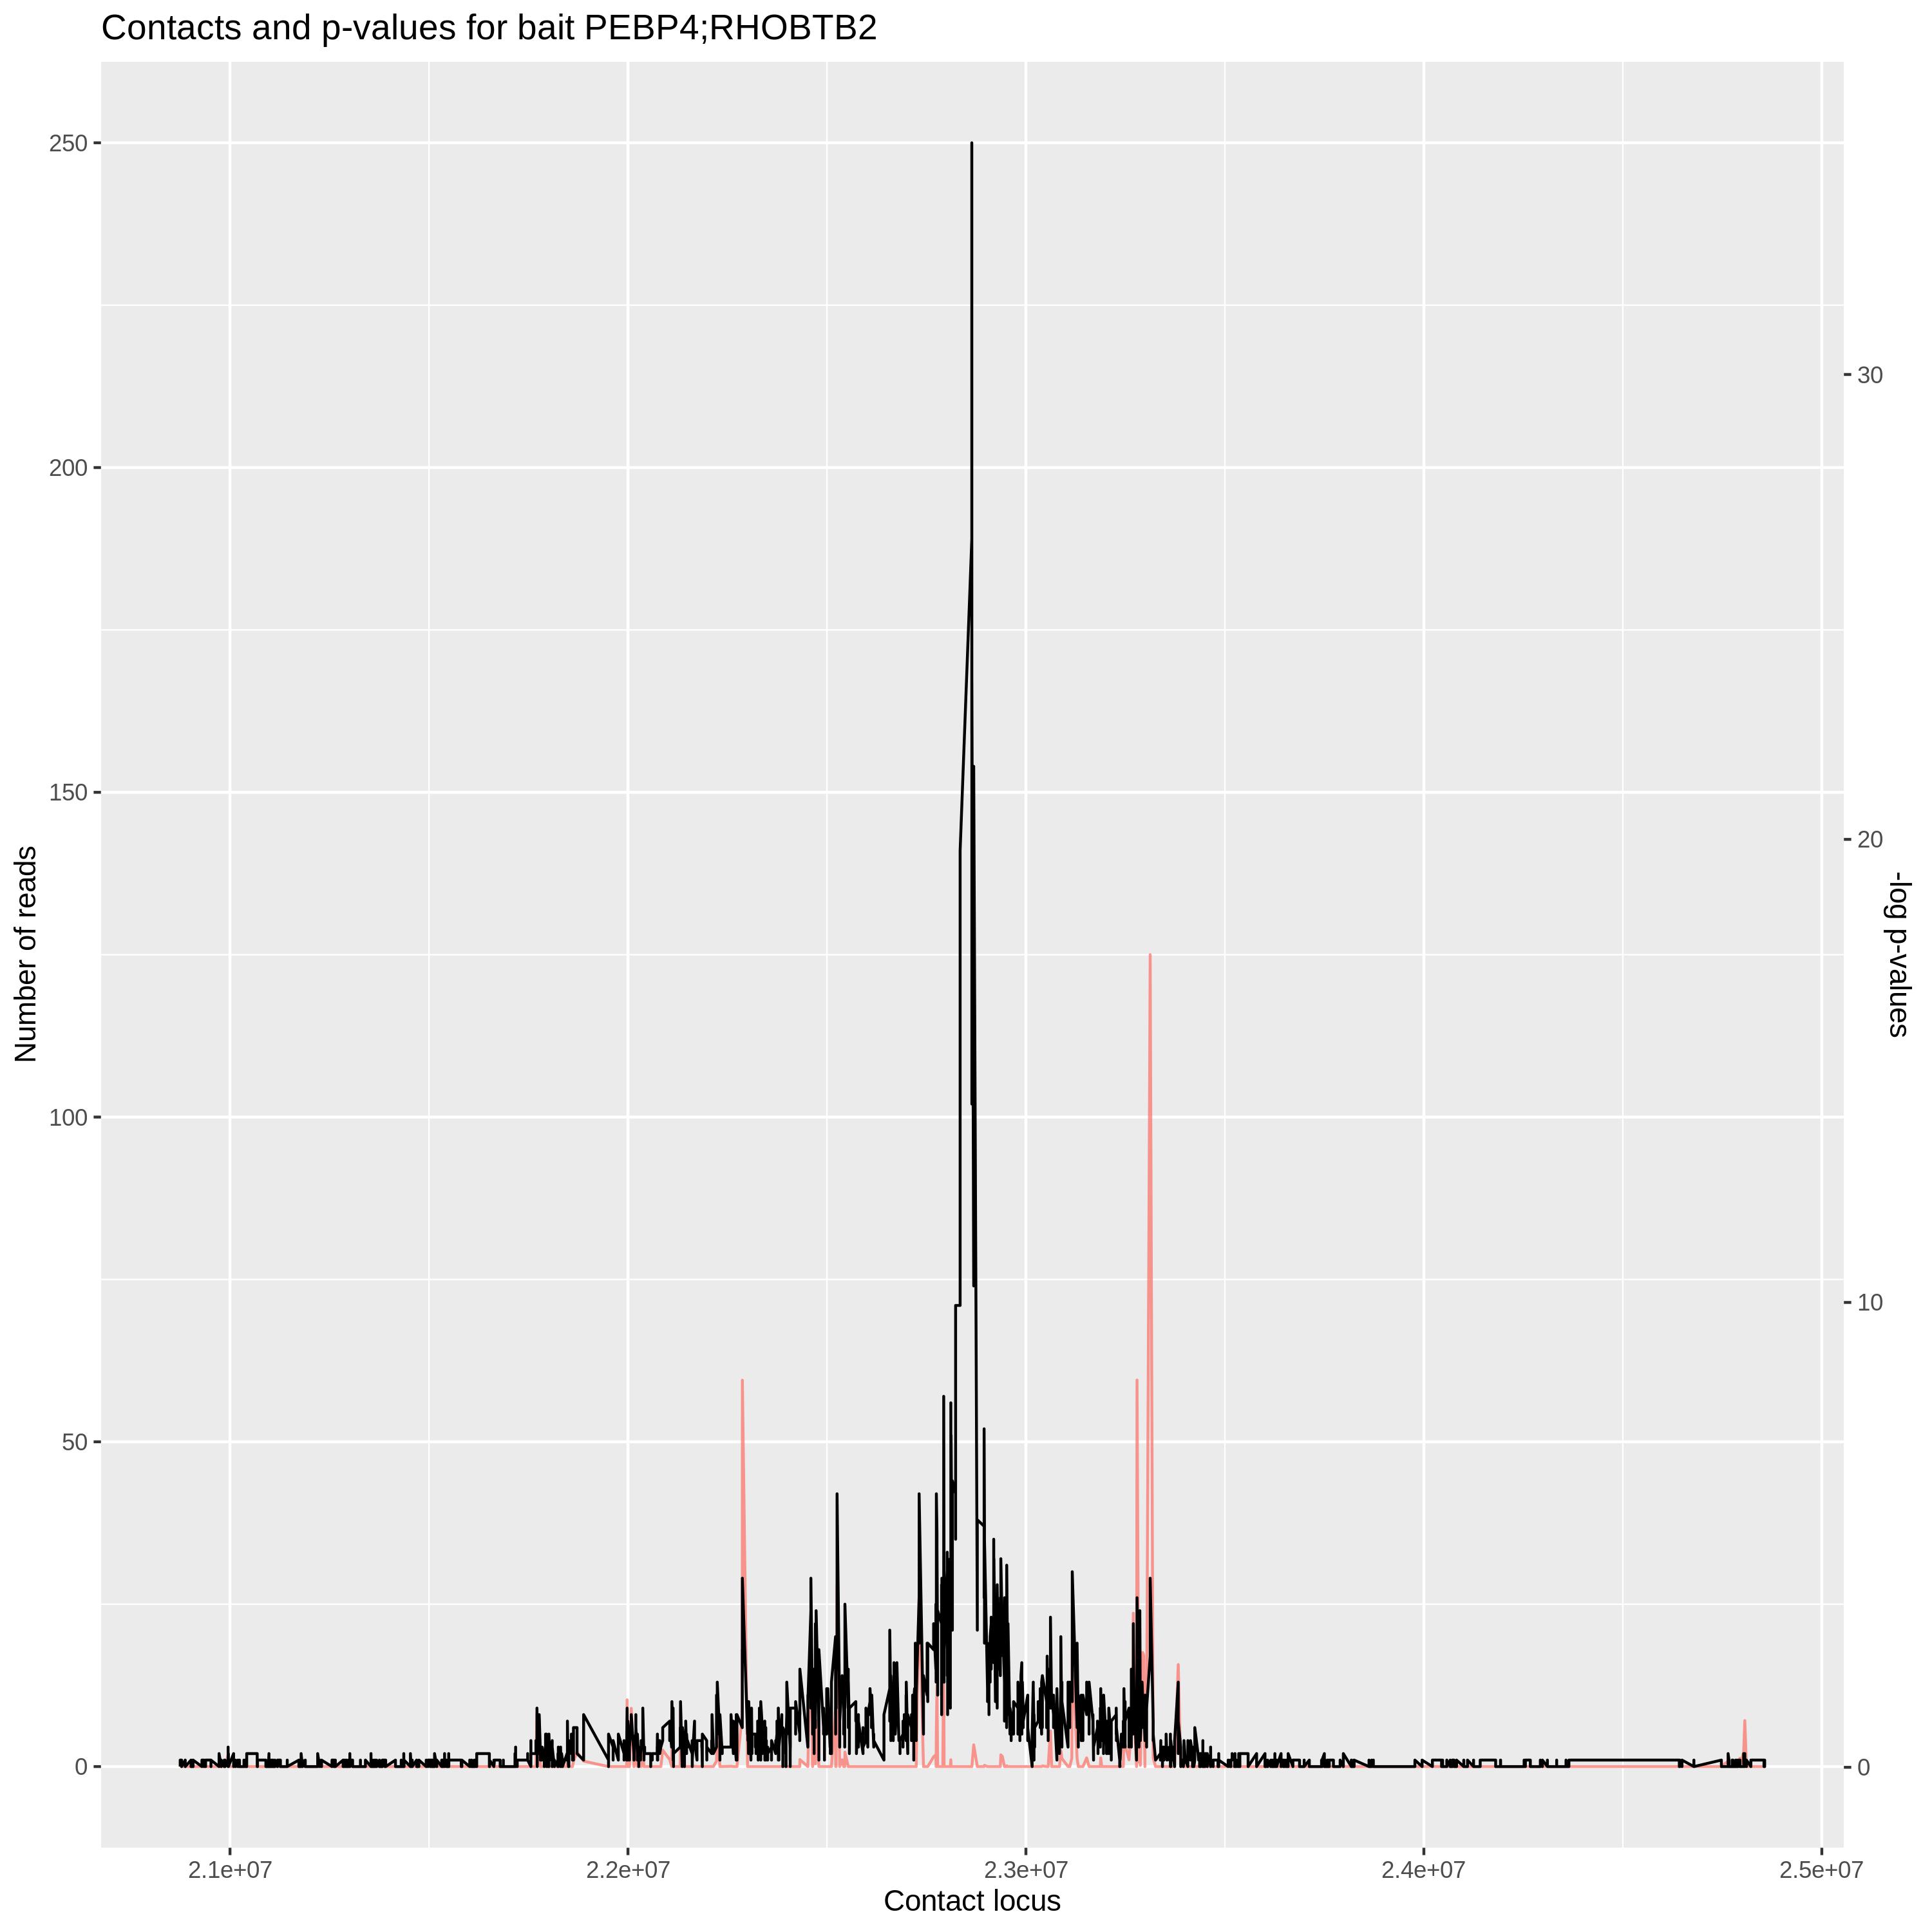 Contacts and p-values for bait PEBP4;RHOBTB2
250
200
150
100
50
0
Number of reads
30
20
10
0
-log p-values
2.1e+07
2.2e+07
2.3e+07
2.4e+07
2.5e+07
Contact locus